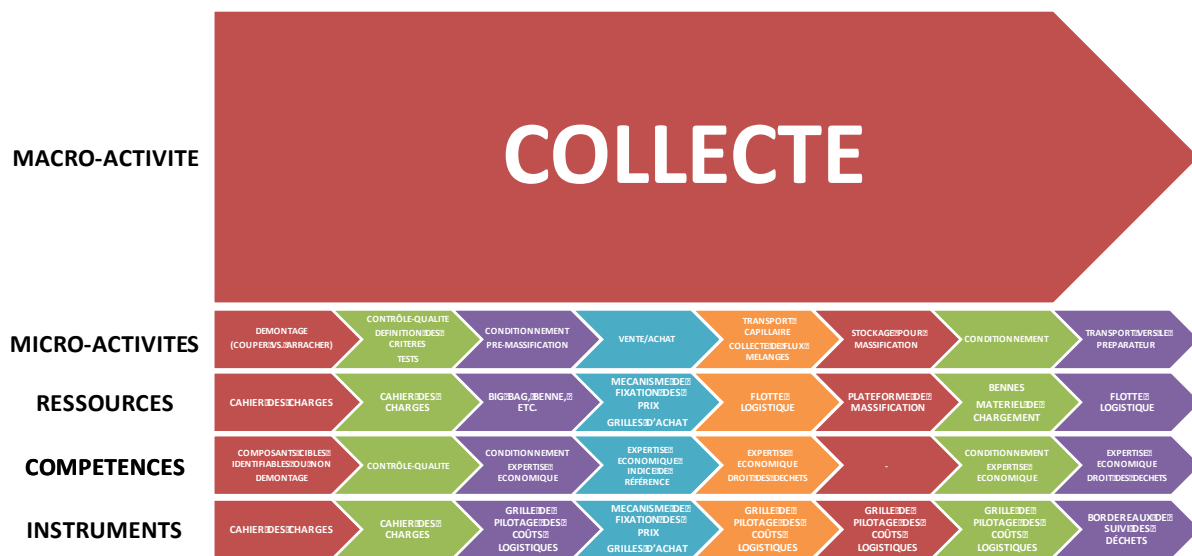 MACRO-ACTIVITE
COLLECTE
MICRO-ACTIVITES
DEMONTAGE
(COUPER VS. ARRACHER)
CONTRÔLE-QUALITE
DEFINITION DES
CRITERES
TESTS
CONDITIONNEMENT
PRE-MASSIFICATION
VENTE/ACHAT
TRANSPORT
CAPILLAIRE
COLLECTE DE FLUX
MELANGES
STOCKAGE POUR
MASSIFICATION
CONDITIONNEMENT
TRANSPORT VERS LE
PREPARATEUR
RESSOURCES
CAHIER DES CHARGES
CAHIER DES
CHARGES
BIG BAG, BENNE,
ETC.
MECANISME DE
FIXATION DES
PRIX
GRILLES D'ACHAT
FLOTTE
LOGISTIQUE
PLATEFORME DE
MASSIFICATION
BENNES
MATERIEL DE
CHARGEMENT
FLOTTE
LOGISTIQUE
COMPETENCES
COMPOSANTS CIBLES
IDENTIFIABLES OU NON
DEMONTAGE
CONTRÔLE-QUALITE
CONDITIONNEMENT
EXPERTISE
ECONOMIQUE
EXPERTISE
ECONOMIQUE
INDICE DE
RÉFÉRENCE
EXPERTISE
ECONOMIQUE
DROIT DES DECHETS
-
CONDITIONNEMENT
EXPERTISE
ECONOMIQUE
EXPERTISE
ECONOMIQUE
DROIT DES DECHETS
INSTRUMENTS
CAHIER DES CHARGES
CAHIER DES
CHARGES
GRILLE DE
PILOTAGE DES
COÛTS
LOGISTIQUES
MECANISME DE
FIXATION DES
PRIX
GRILLES D'ACHAT
GRILLE DE
PILOTAGE DES
COÛTS
LOGISTIQUES
GRILLE DE
PILOTAGE DES
COÛTS
LOGISTIQUES
GRILLE DE
PILOTAGE DES
COÛTS
LOGISTIQUES
BORDEREAUX DE
SUIVI DES
DÉCHETS